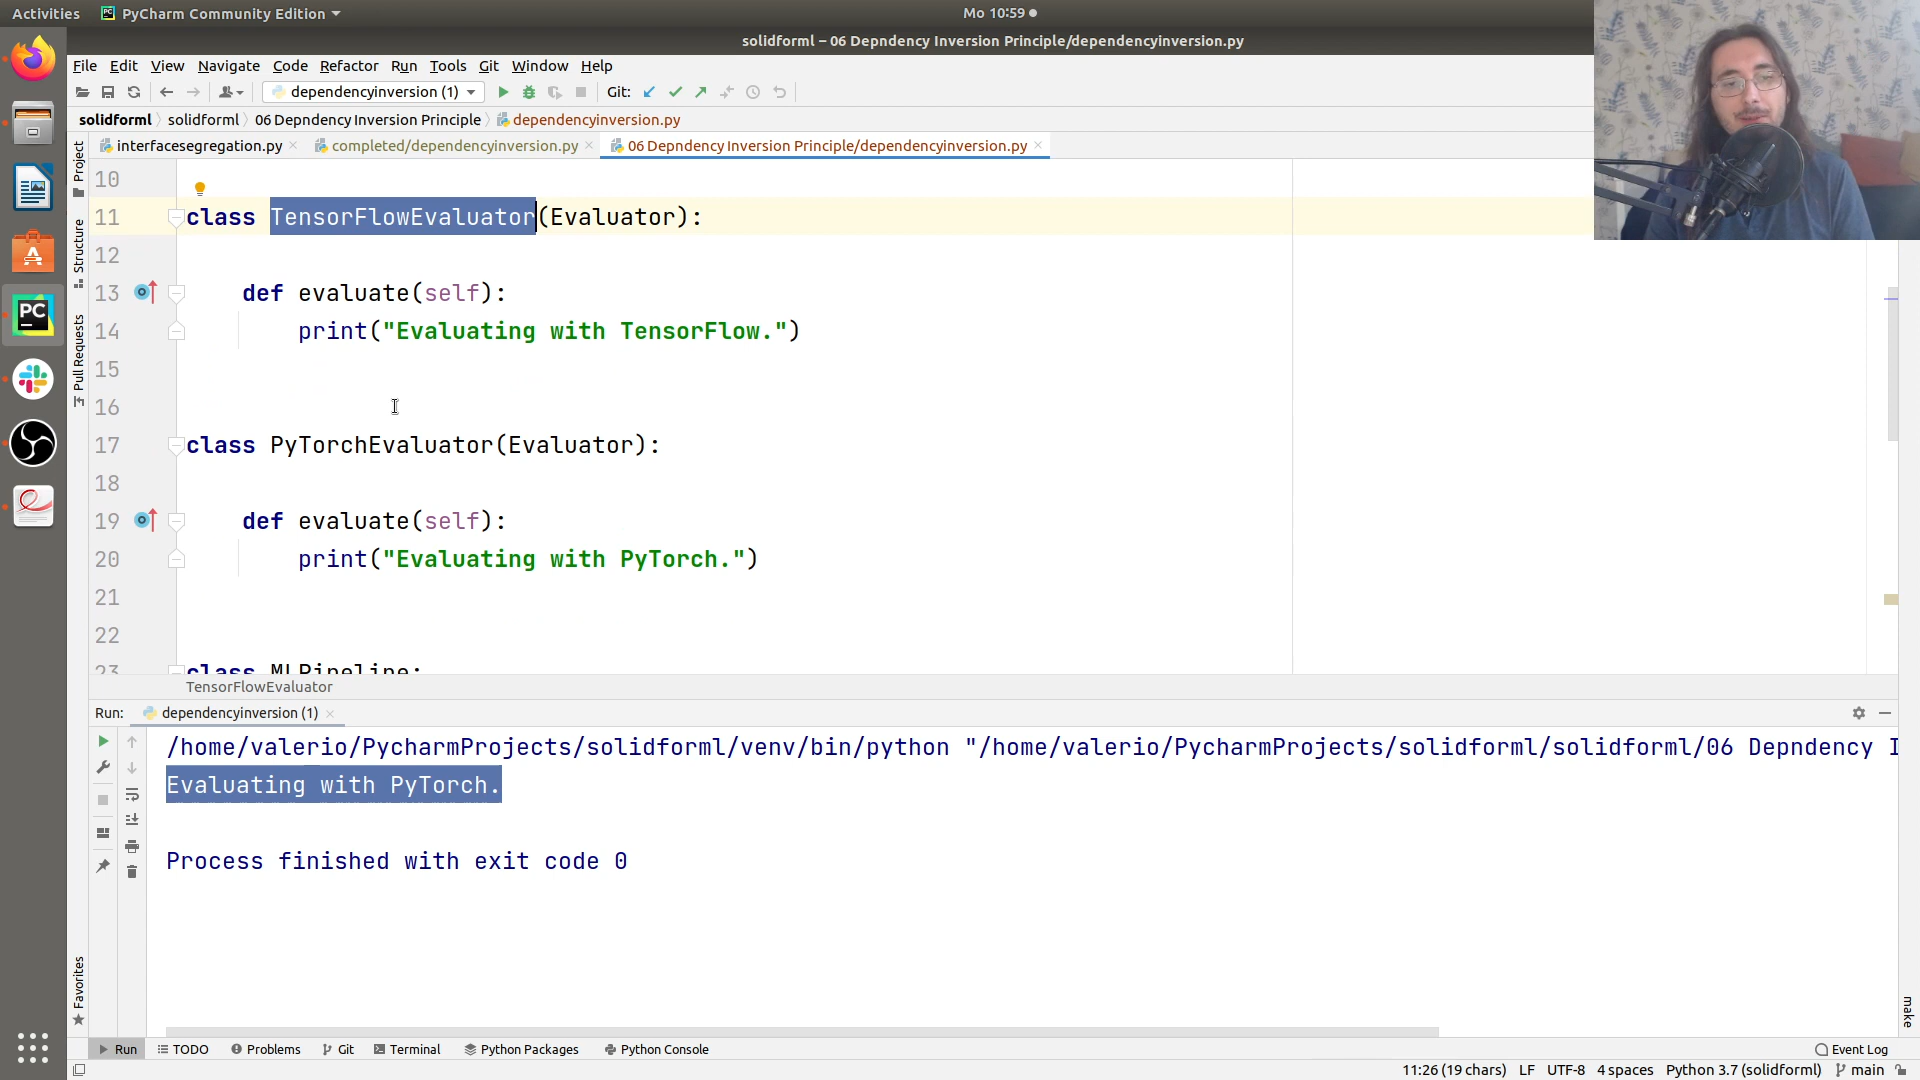 Activities
PyCharm Community Edition
Mo 10:59
solidforml – 06 Depndency Inversion Principle/dependencyinversion.py
File Edit View Navigate Code Refactor Run Tools Git Window Help
dependencyinversion (1)
Git:
solidforml solidforml 06 Depndency Inversion Principle dependencyinversion.py
interfacesegregation.py
completed/dependencyinversion.py
06 Depndency Inversion Principle/dependencyinversion.py
Project
Structure
Pull Requests
Favorites
make
PC
10
11 class TensorFlowEvaluator(Evaluator):
12
13 def evaluate(self):
14 print("Evaluating with TensorFlow.")
15
16
17 class PyTorchEvaluator(Evaluator):
18
19 def evaluate(self):
20 print("Evaluating with PyTorch.")
21
22
23 class MLPipeline:
TensorFlowEvaluator
Run: dependencyinversion (1)
/home/valerio/PycharmProjects/solidforml/venv/bin/python "/home/valerio/PycharmProjects/solidforml/solidforml/06 Depndency I
Evaluating with PyTorch.
Process finished with exit code 0
Run TODO Problems Git Terminal Python Packages Python Console Event Log
11:26 (19 chars) LF UTF-8 4 spaces Python 3.7 (solidforml) main